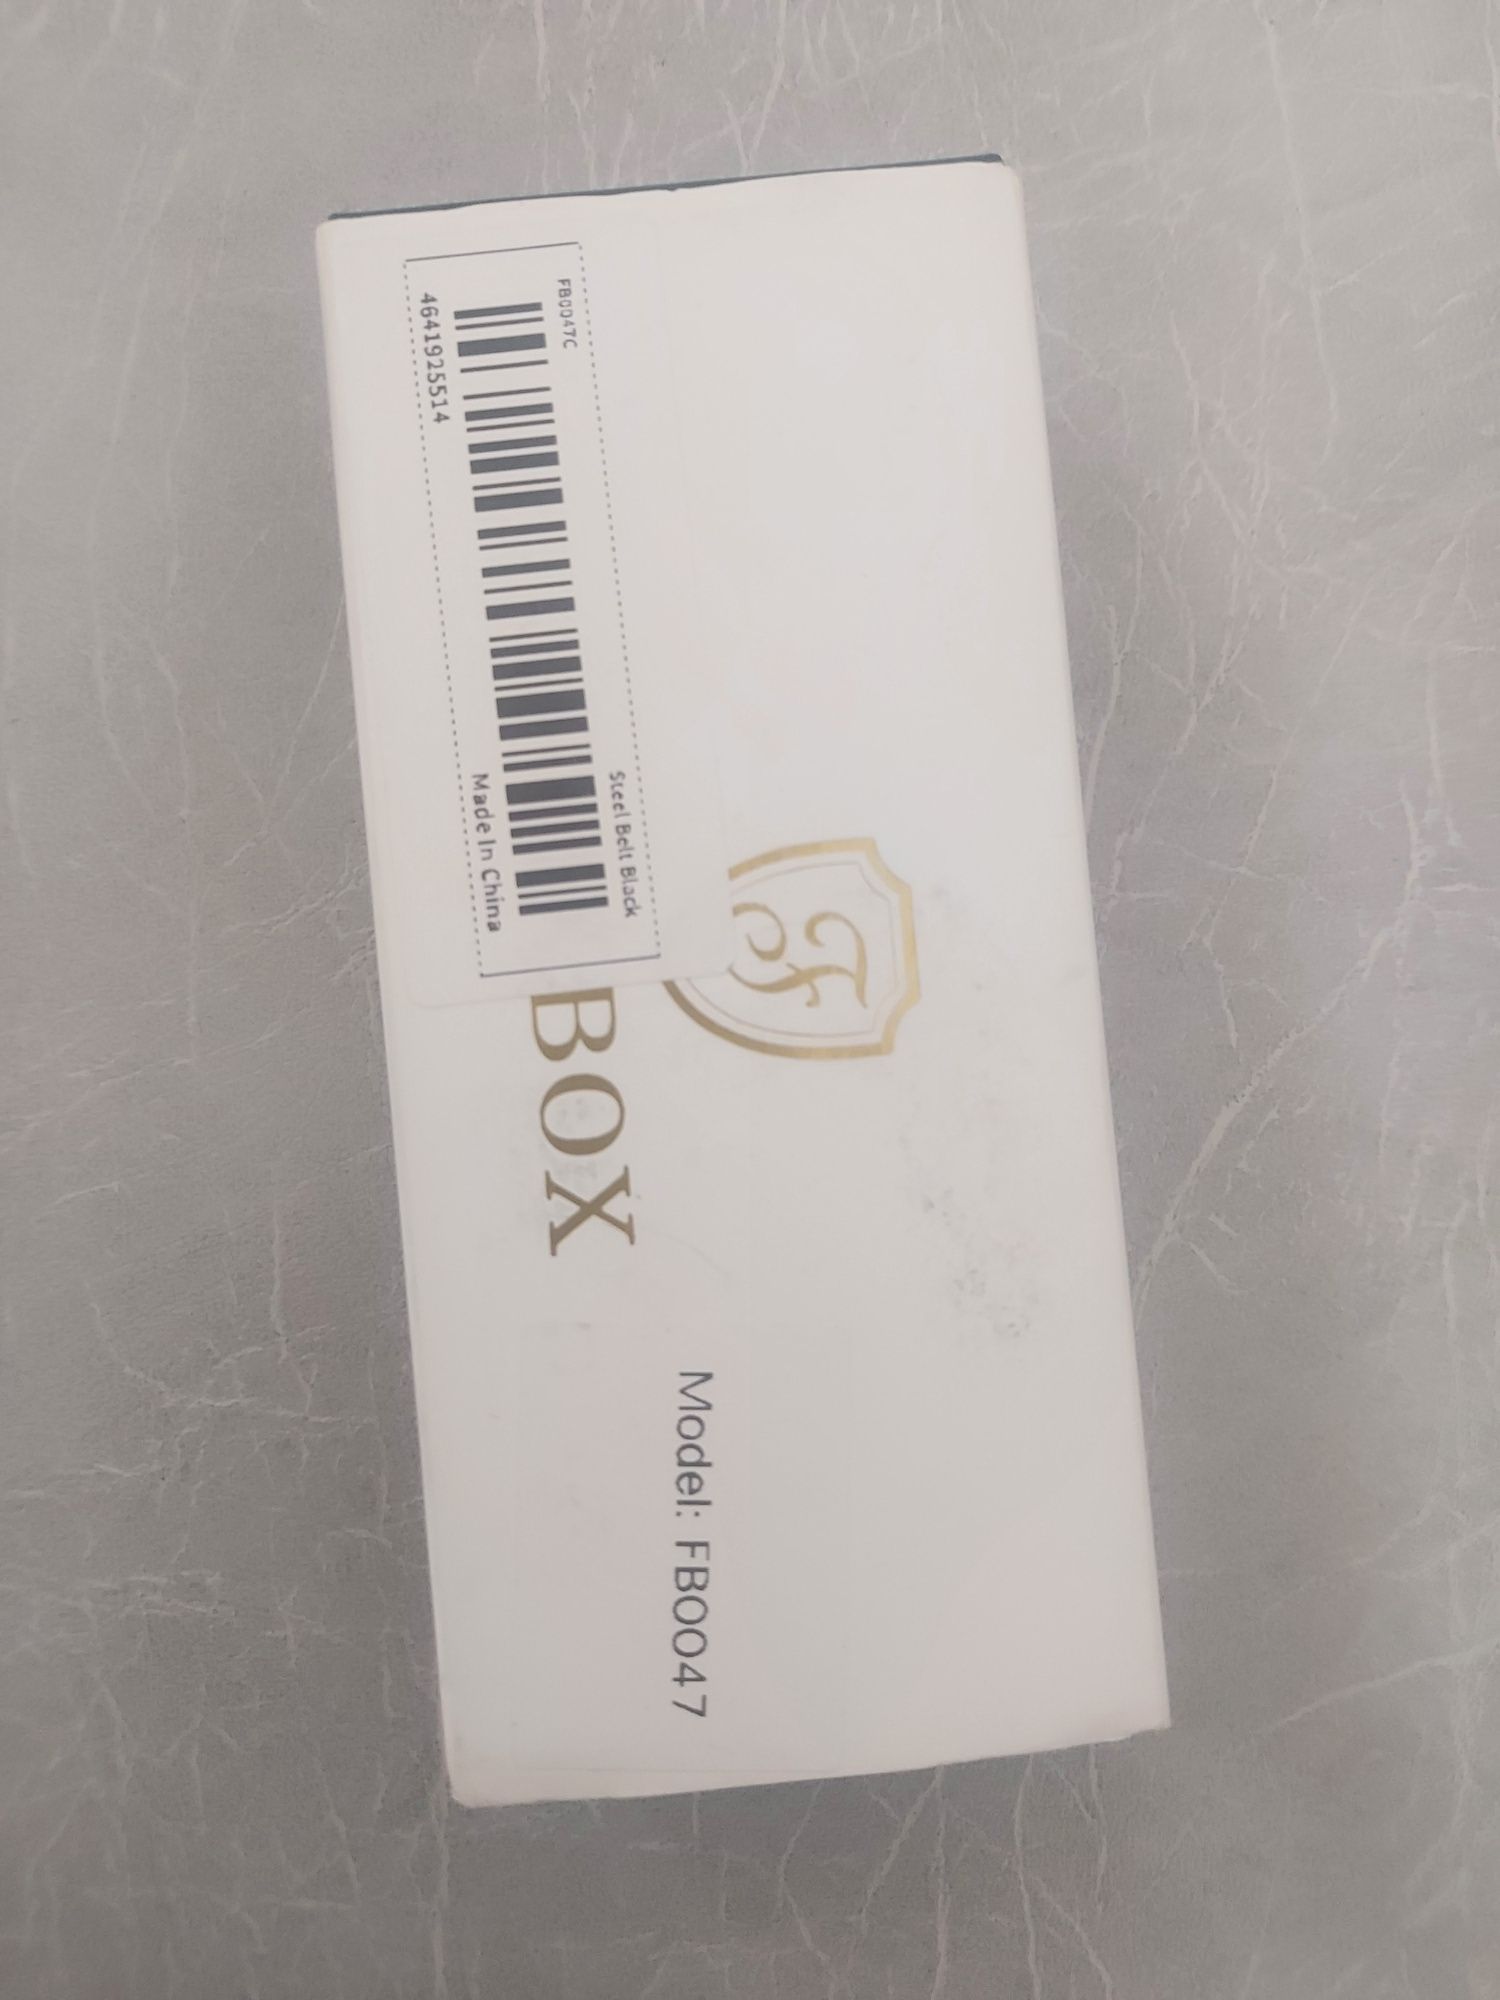 FB0047C
Steel Belt Black
4641925514
Made In China
BOX
Model: FB0047